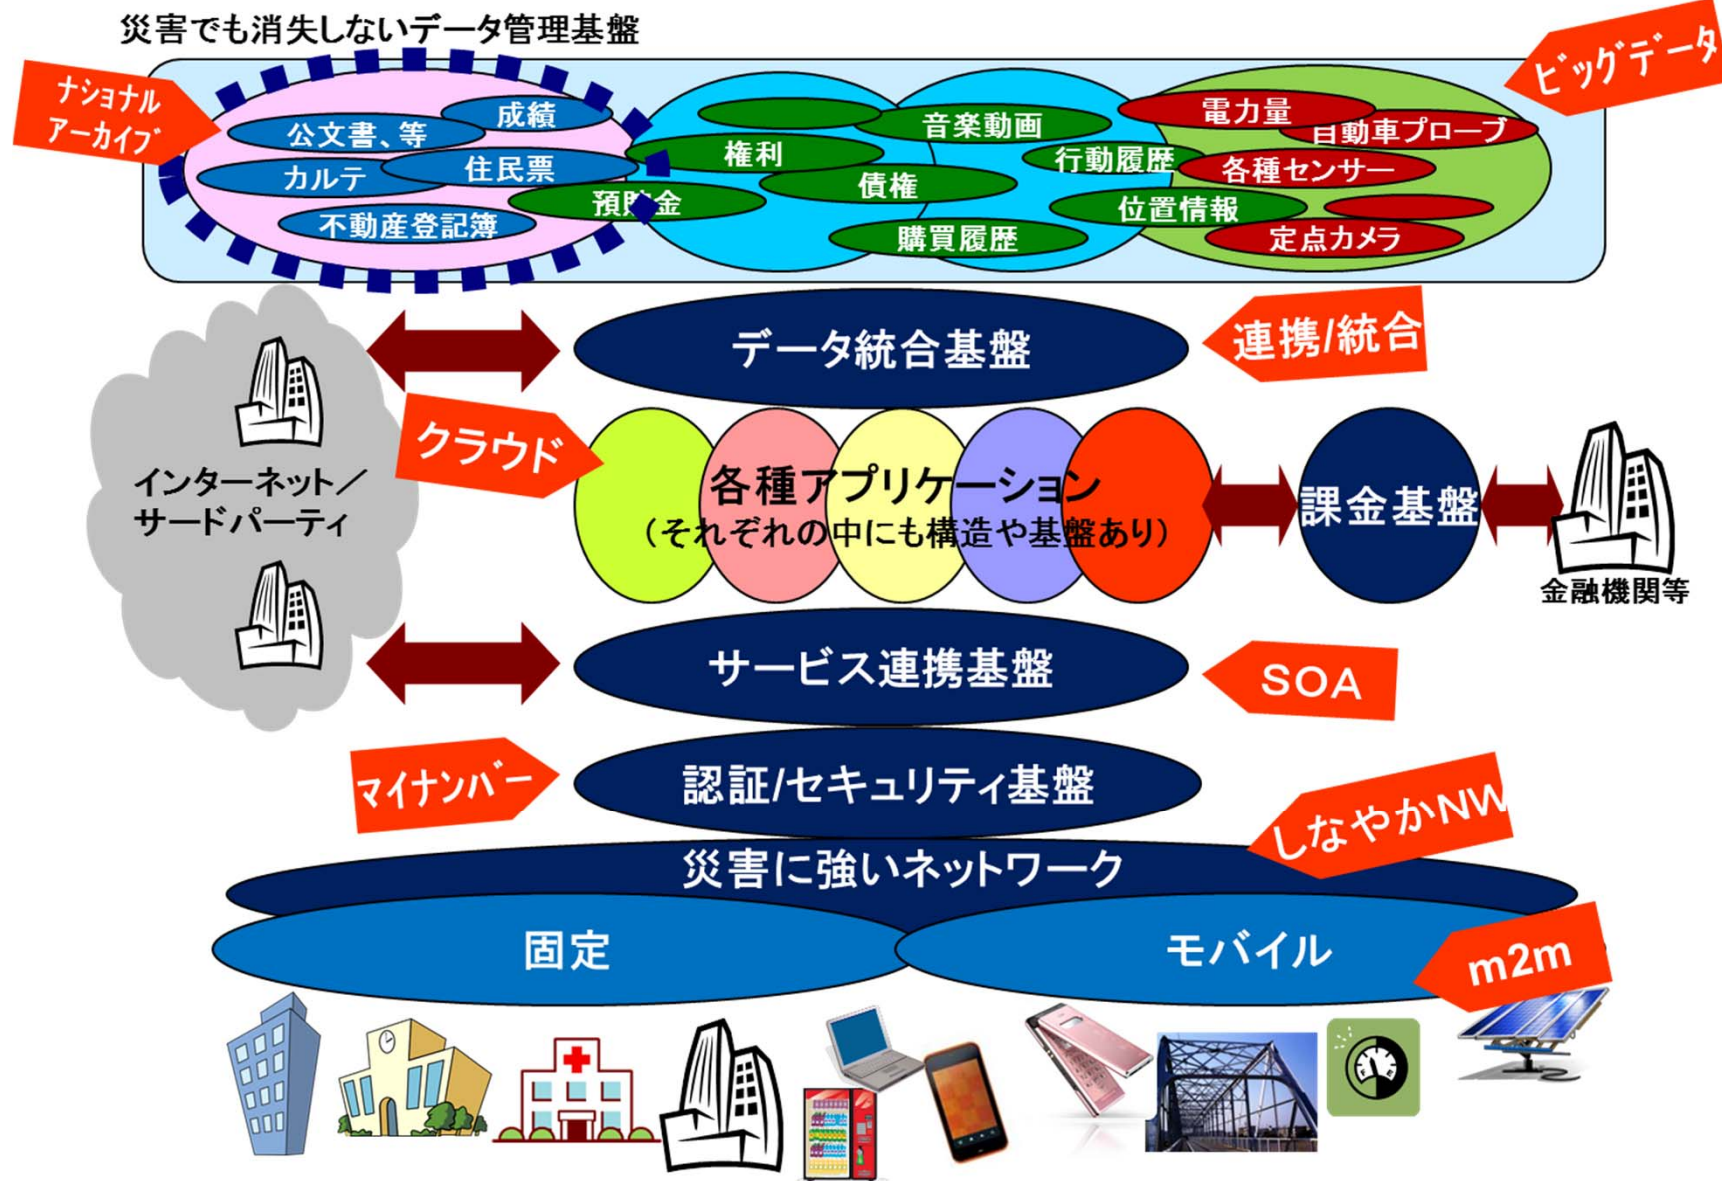 災害でも消失しないデータ管理基盤
ナショナル
アーカイブ
ビッグデータ
成績
公文書、等
カルテ
住民票
不動産登記簿
預貯金
権利
音楽動画
債権
行動履歴
購買履歴
位置情報
電力量
自動車プローブ
各種センサー
定点カメラ
データ統合基盤
連携/統合
クラウド
インターネット／
サードパーティ
各種アプリケーション
（それぞれの中にも構造や基盤あり）
課金基盤
金融機関等
サービス連携基盤
SOA
マイナンバー
認証/セキュリティ基盤
しなやかNW
災害に強いネットワーク
固定
モバイル
m2m